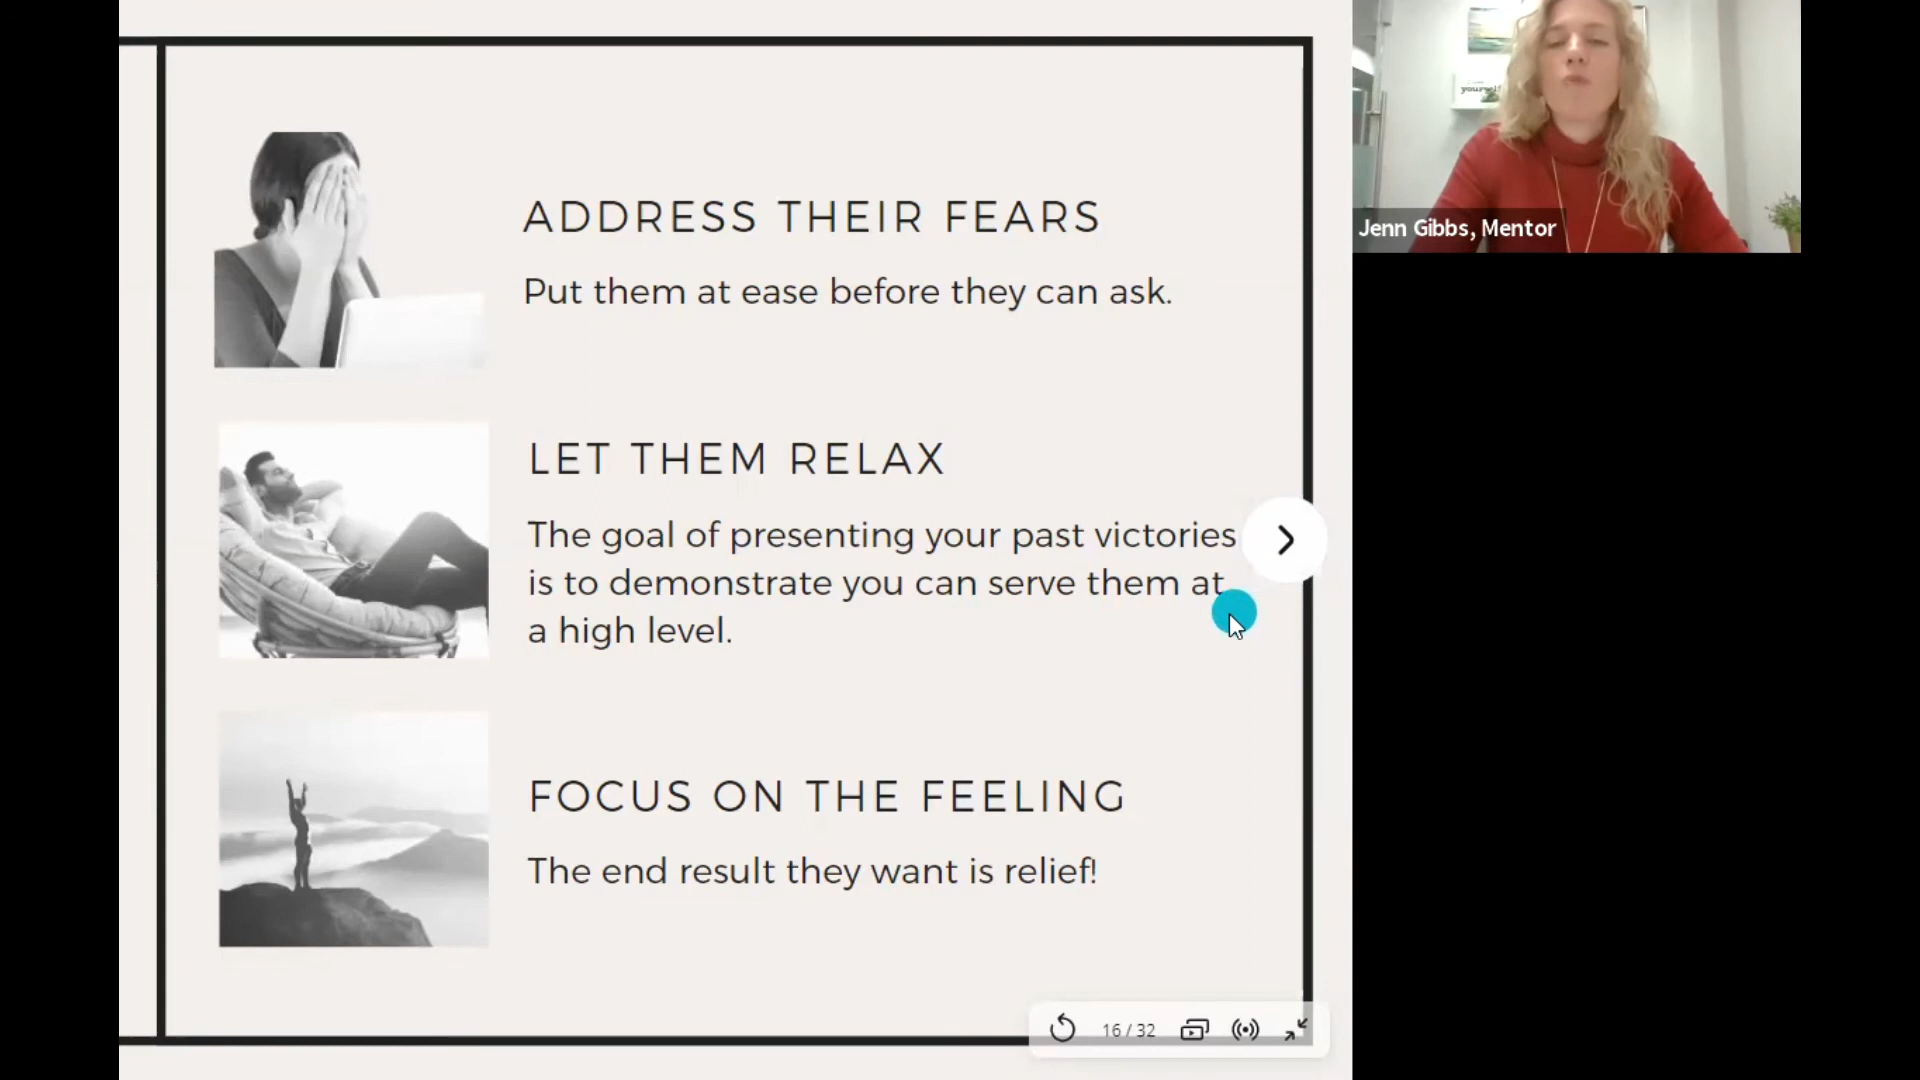 ADDRESS THEIR FEARS
Put them at ease before they can ask.
LET THEM RELAX
The goal of presenting your past victories
is to demonstrate you can serve them at
a high level.
FOCUS ON THE FEELING
The end result they want is relief!
16 / 32
yourself
Jenn Gibbs, Mentor